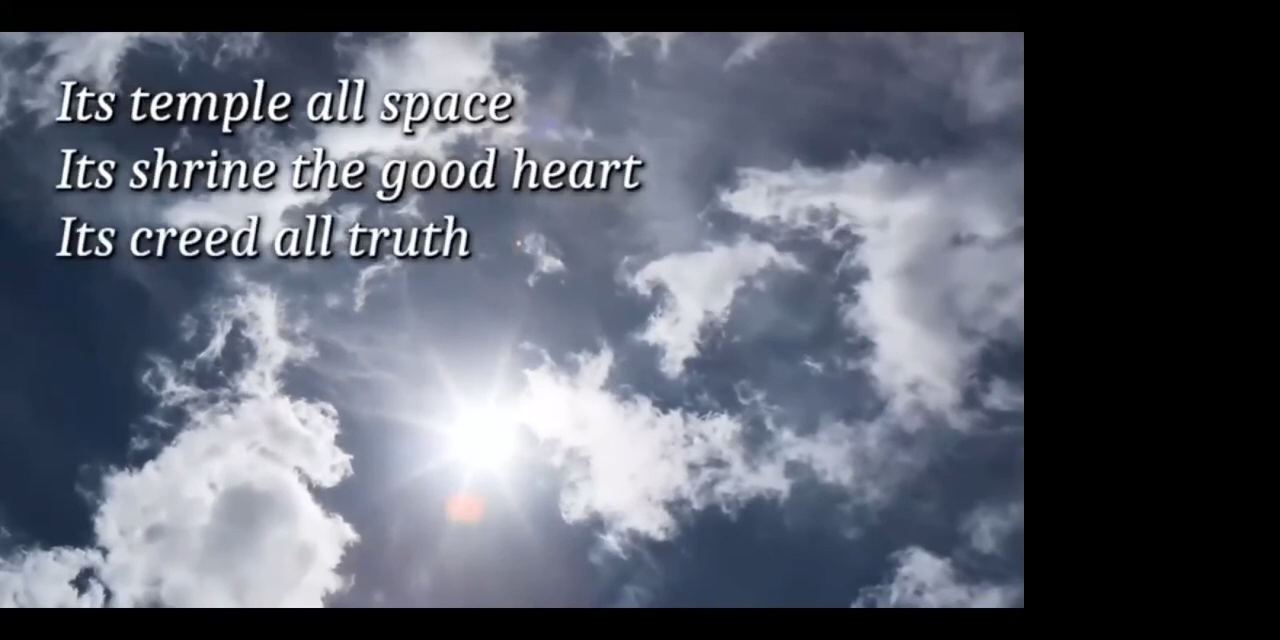 Its temple all space
Its shrine the good heart
Its creed all truth